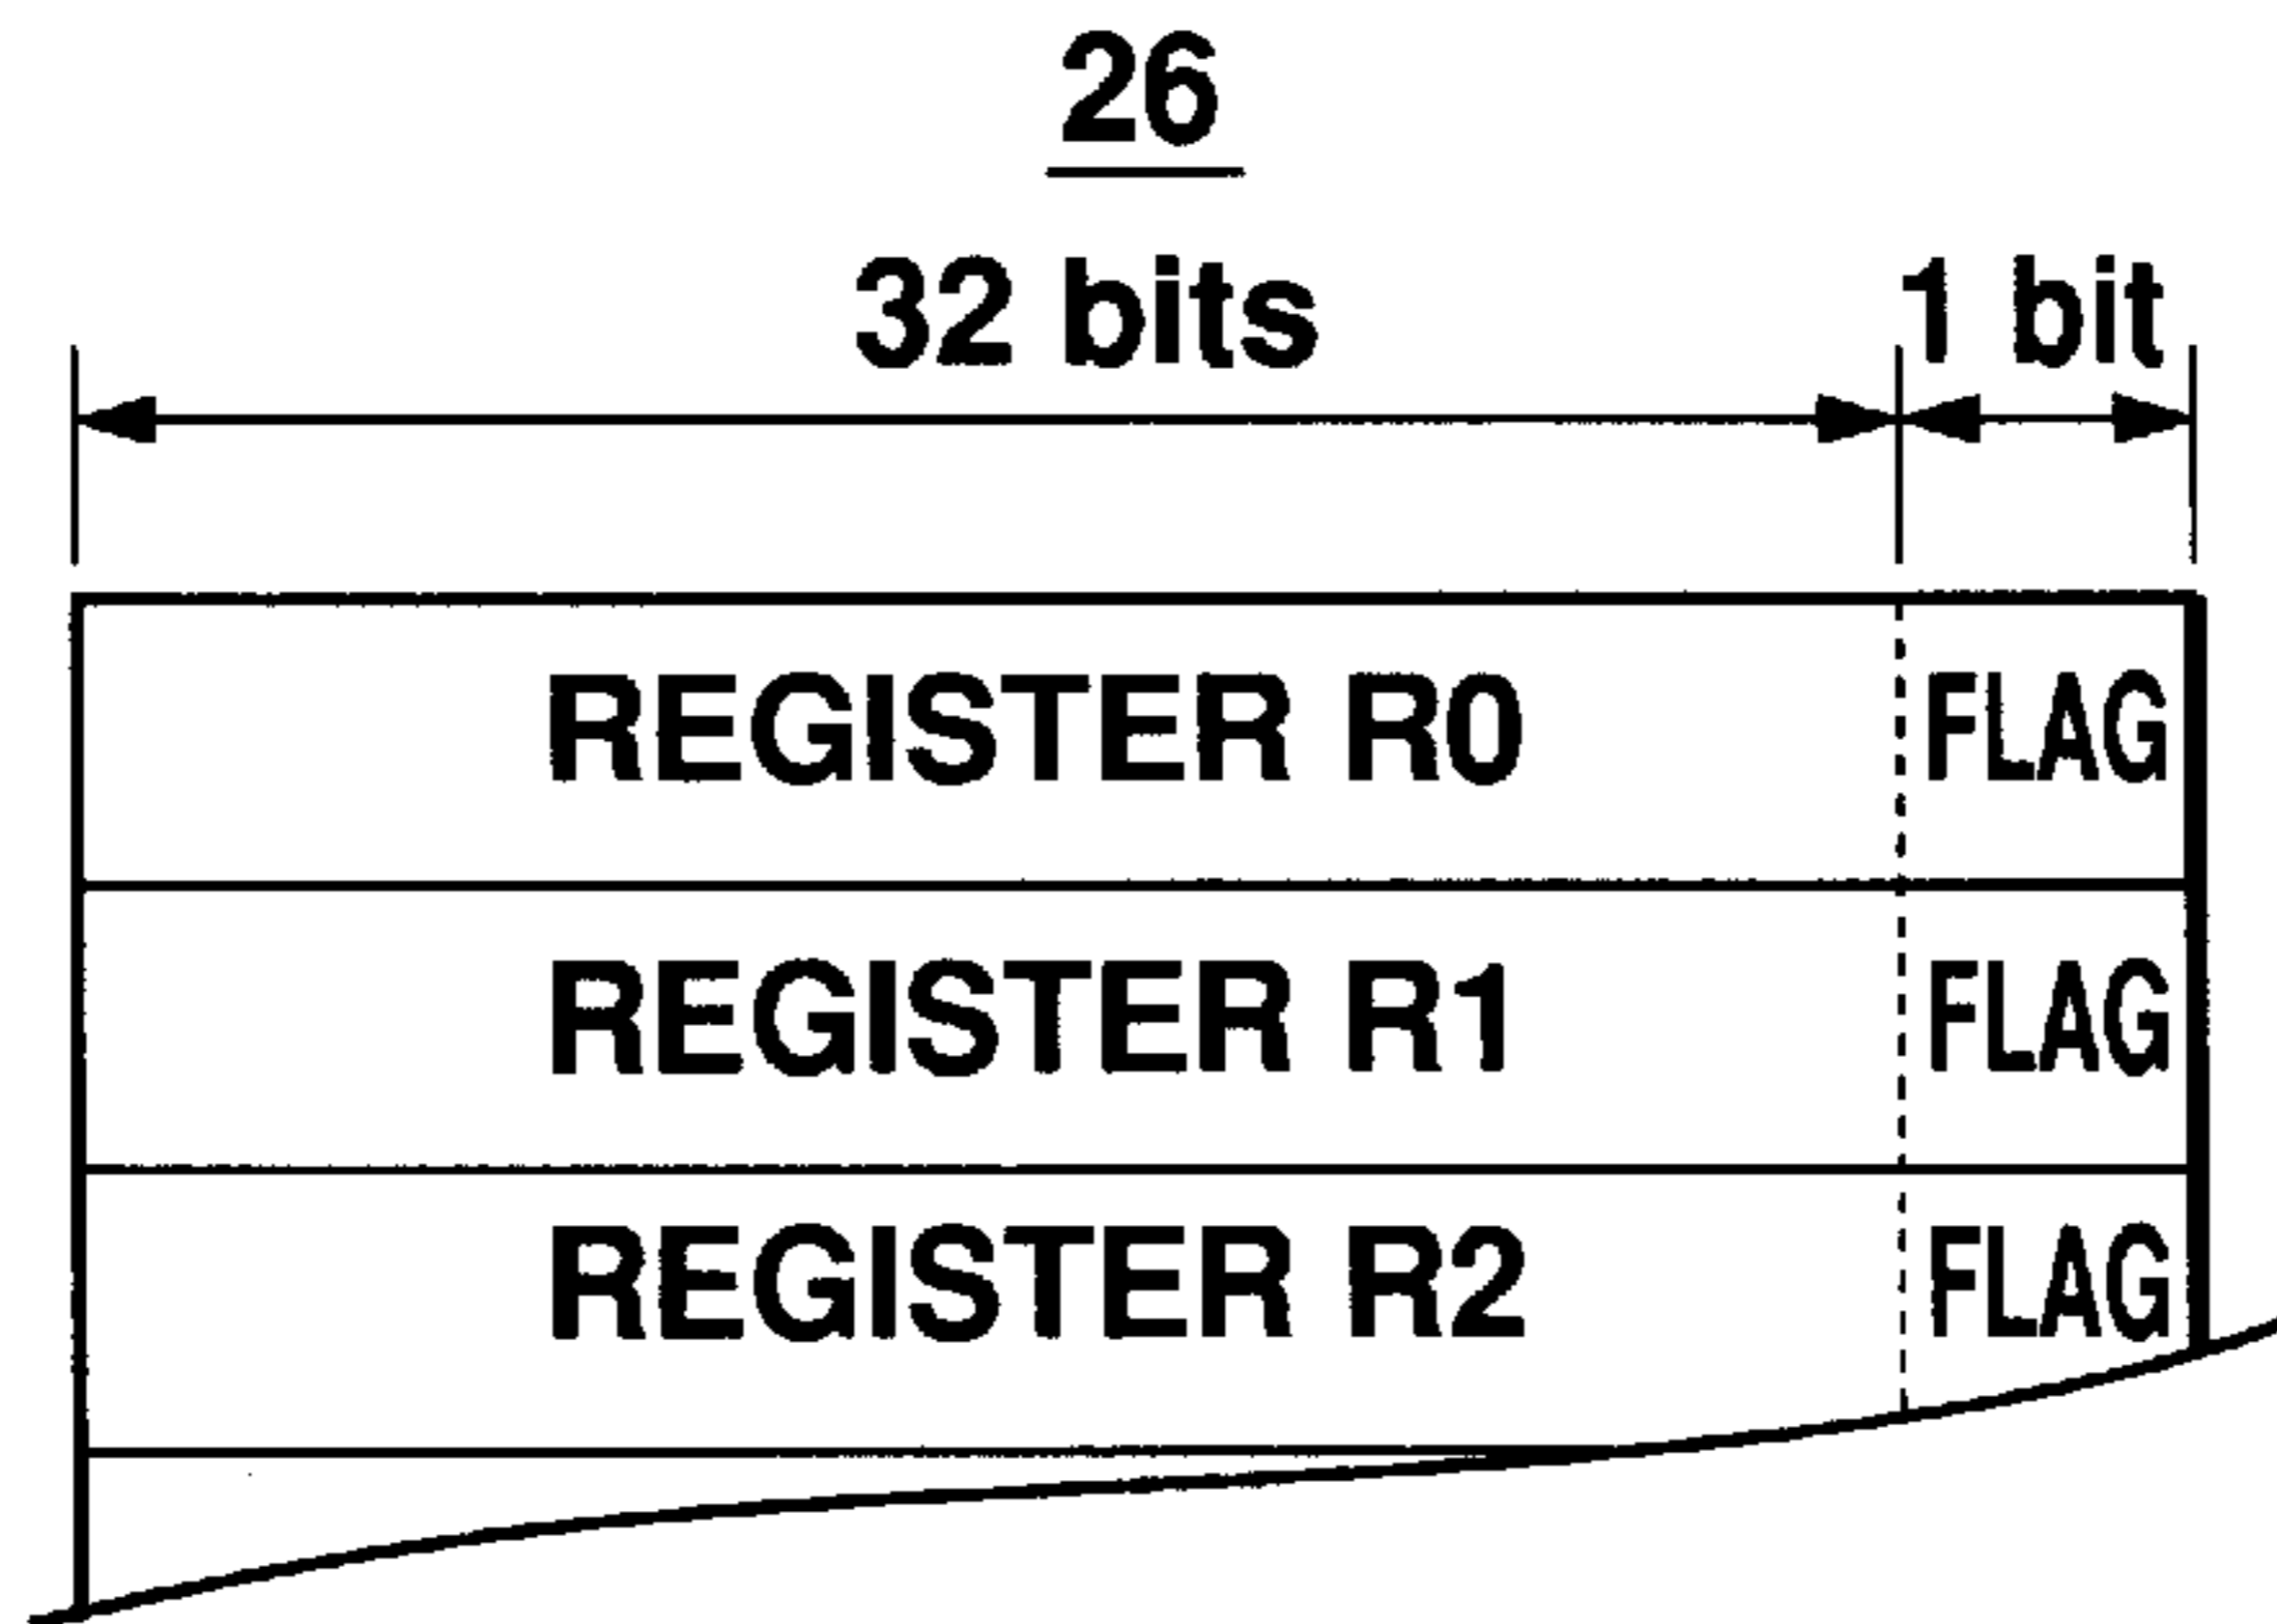 26
32 bits 1 bit
REGISTER R0 FLAG
REGISTER R1 FLAG
REGISTER R2 FLAG